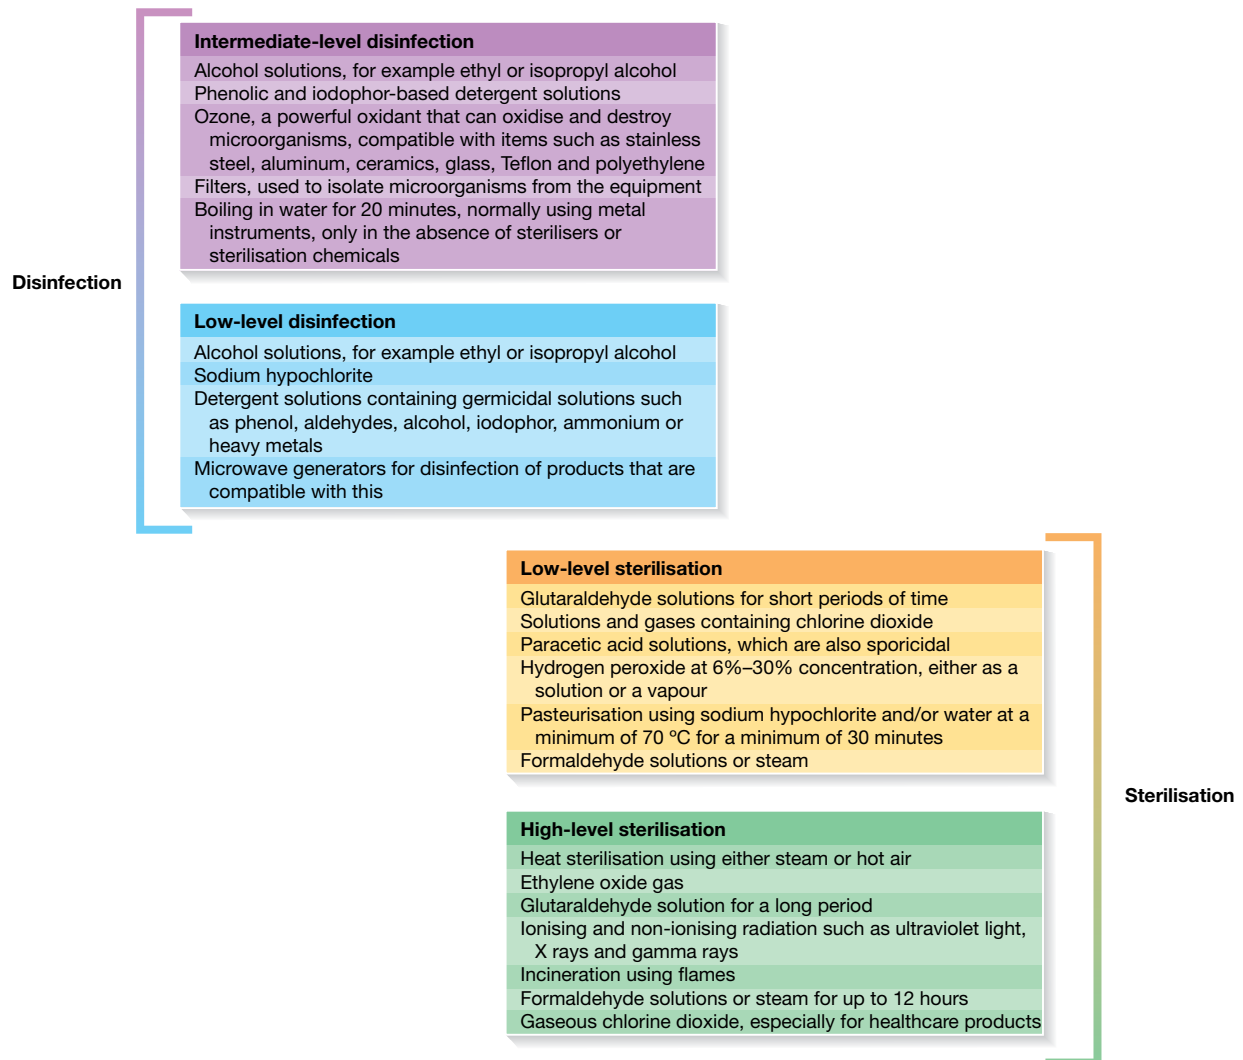 Intermediate-level disinfection
Alcohol solutions, for example ethyl or isopropyl alcohol
Phenolic and iodophor-based detergent solutions
Ozone, a powerful oxidant that can oxidise and destroy
microorganisms, compatible with items such as stainless
steel, aluminum, ceramics, glass, Teflon and polyethylene
Filters, used to isolate microorganisms from the equipment
Boiling in water for 20 minutes, normally using metal
instruments, only in the absence of sterilisers or
sterilisation chemicals
Disinfection
Low-level disinfection
Alcohol solutions, for example ethyl or isopropyl alcohol
Sodium hypochlorite
Detergent solutions containing germicidal solutions such
as phenol, aldehydes, alcohol, iodophor, ammonium or
heavy metals
Microwave generators for disinfection of products that are
compatible with this
Low-level sterilisation
Glutaraldehyde solutions for short periods of time
Solutions and gases containing chlorine dioxide
Paracetic acid solutions, which are also sporicidal
Hydrogen peroxide at 6%–30% concentration, either as a
solution or a vapour
Pasteurisation using sodium hypochlorite and/or water at a
minimum of 70 ºC for a minimum of 30 minutes
Formaldehyde solutions or steam
Sterilisation
High-level sterilisation
Heat sterilisation using either steam or hot air
Ethylene oxide gas
Glutaraldehyde solution for a long period
Ionising and non-ionising radiation such as ultraviolet light,
X rays and gamma rays
Incineration using flames
Formaldehyde solutions or steam for up to 12 hours
Gaseous chlorine dioxide, especially for healthcare products